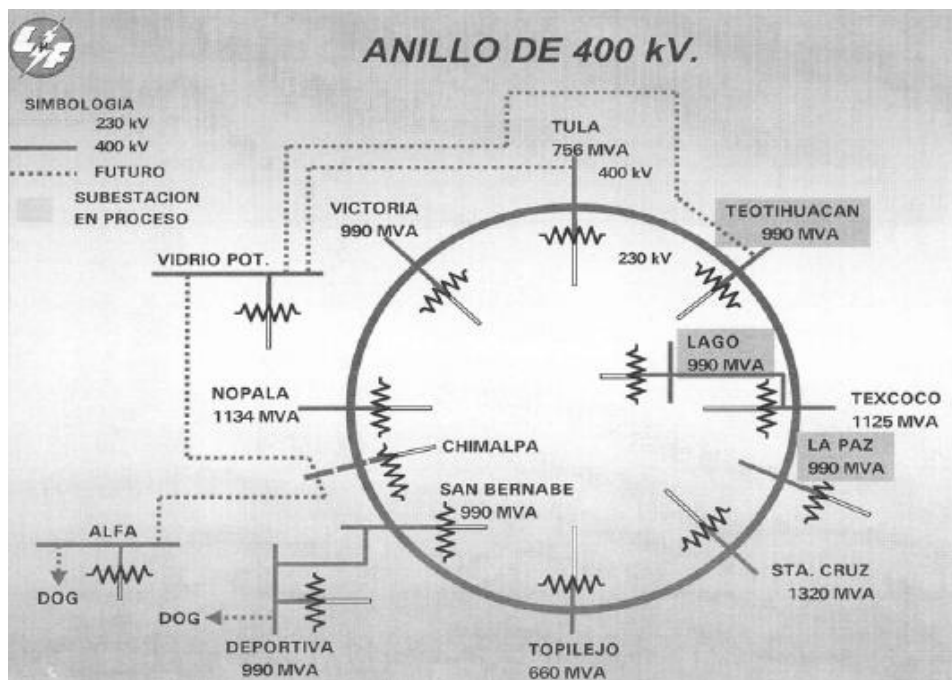 LyF
ANILLO DE 400 kV.
SIMBOLOGIA
230 kV
400 kV
FUTURO
SUBESTACION
EN PROCESO
TULA
756 MVA
400 kV
VICTORIA
990 MVA
TEOTIHUACAN
990 MVA
230 kV
VIDRIO POT.
LAGO
990 MVA
NOPALA
1134 MVA
TEXCOCO
1125 MVA
CHIMALPA
LA PAZ
990 MVA
SAN BERNABE
990 MVA
ALFA
STA. CRUZ
1320 MVA
DOG
DOG
DEPORTIVA
990 MVA
TOPILEJO
660 MVA